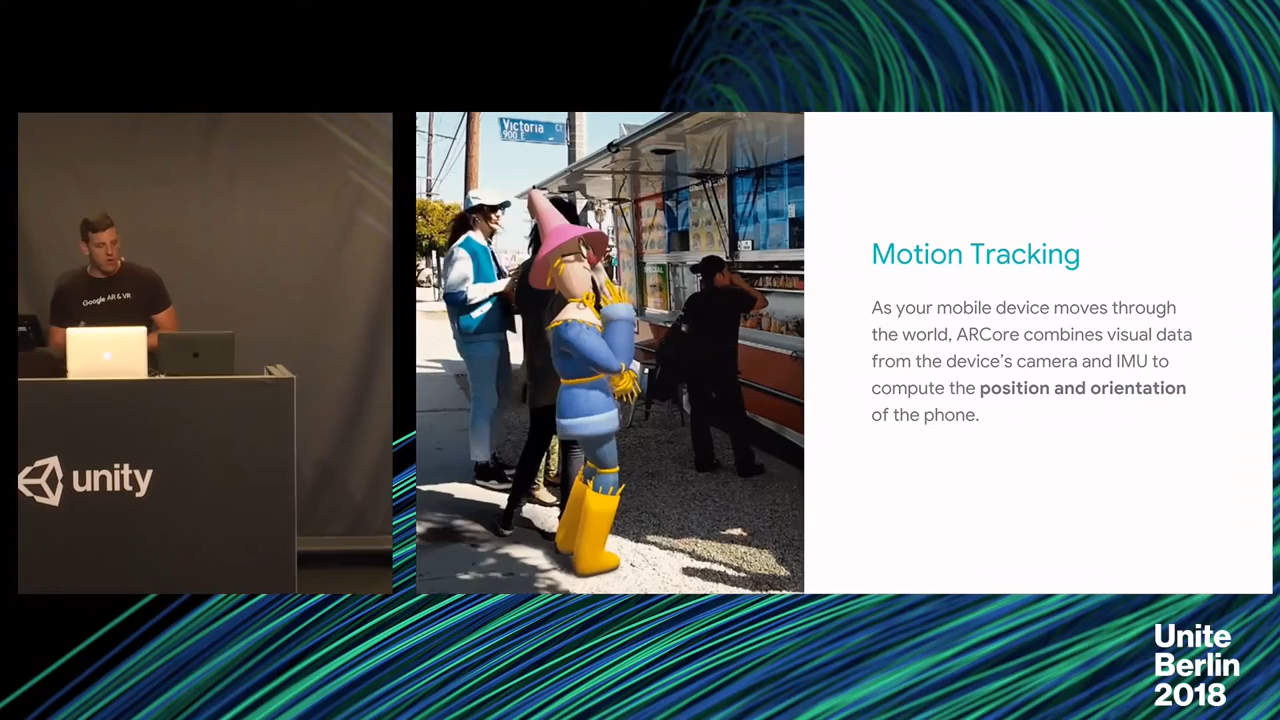 Google AR & VR
unity
Victoria CT
900 E
SPECIAL
Motion Tracking
As your mobile device moves through
the world, ARCore combines visual data
from the device's camera and IMU to
compute the position and orientation
of the phone.
Unite
Berlin
2018